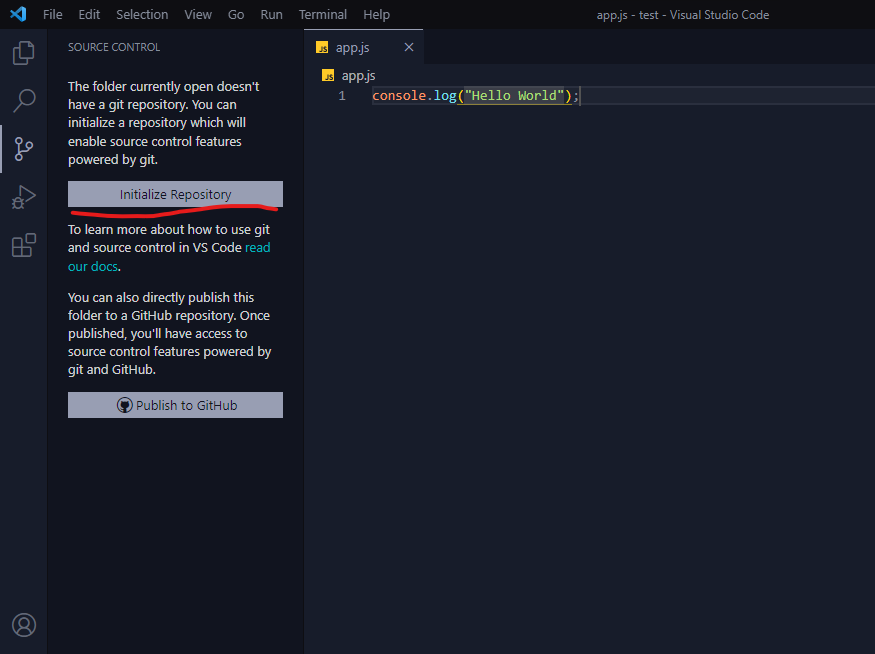 File Edit Selection View Go Run Terminal Help app.js - test - Visual Studio Code
SOURCE CONTROL
The folder currently open doesn't
have a git repository. You can
initialize a repository which will
enable source control features
powered by git.
Initialize Repository
To learn more about how to use git
and source control in VS Code read
our docs.
You can also directly publish this
folder to a GitHub repository. Once
published, you'll have access to
source control features powered by
git and GitHub.
Publish to GitHub
JS app.js
JS app.js
1 console.log("Hello World");